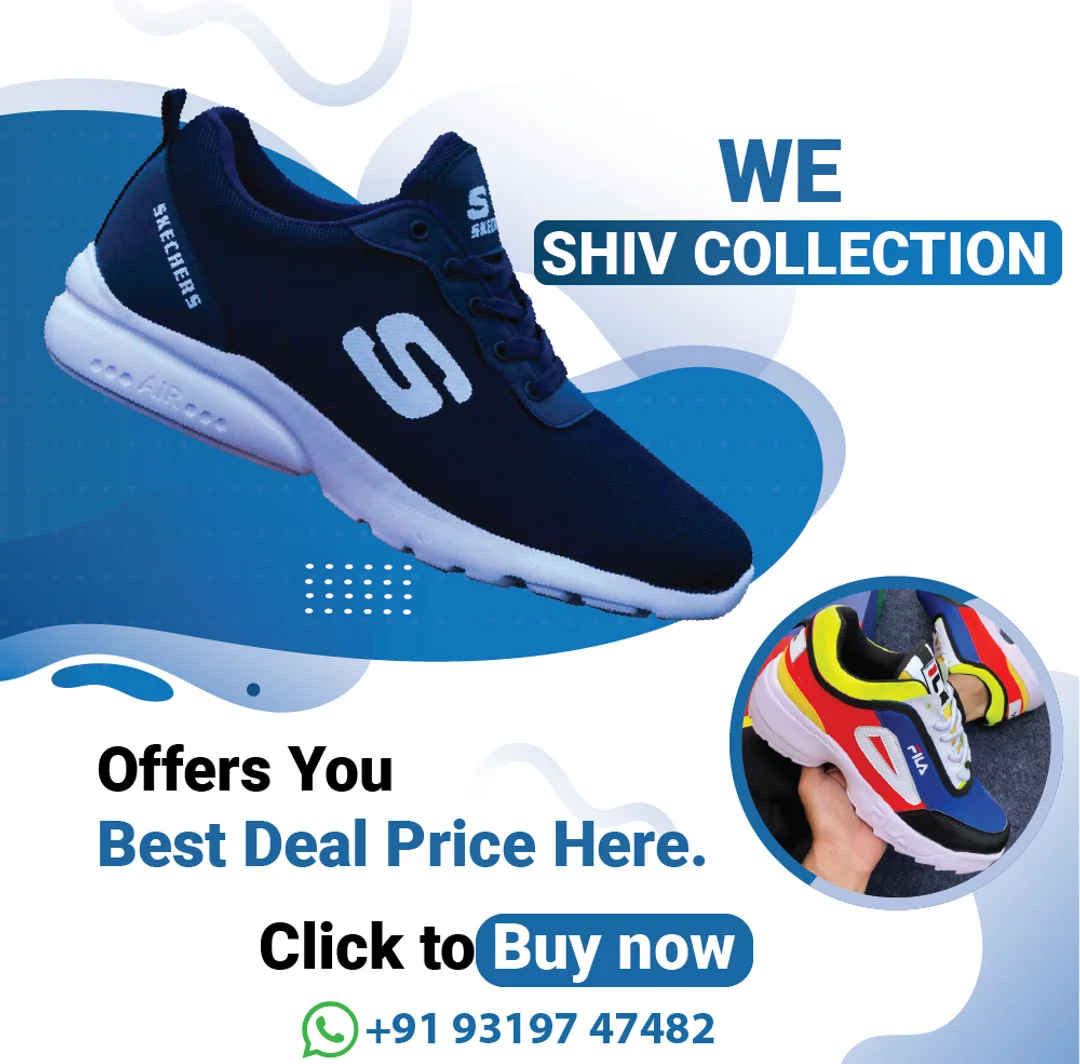 WE
SHIV COLLECTION
SKECHERS
S
S
AIR
FILA
Offers You
Best Deal Price Here.
Click to Buy now
+91 93197 47482